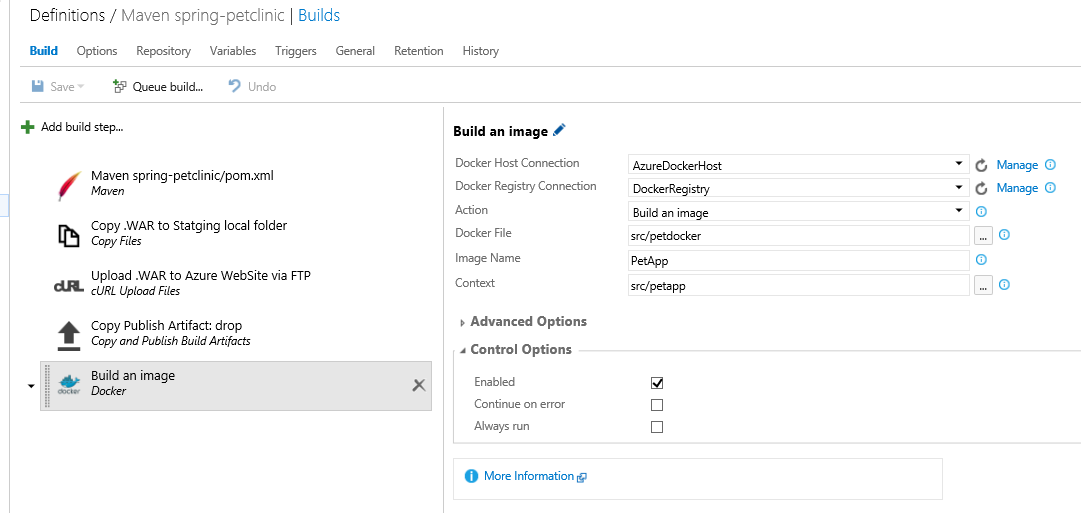 Definitions / Maven spring-petclinic | Builds
Build Options Repository Variables Triggers General Retention History
Save Queue build... Undo
Add build step...
Maven spring-petclinic/pom.xml
Maven
Copy .WAR to Statging local folder
Copy Files
cURL
Upload .WAR to Azure WebSite via FTP
cURL Upload Files
Copy Publish Artifact: drop
Copy and Publish Build Artifacts
docker
Build an image
Docker
Build an image
Docker Host Connection AzureDockerHost Manage
Docker Registry Connection DockerRegistry Manage
Action Build an image
Docker File src/petdocker ...
Image Name PetApp
Context src/petapp ...
Advanced Options
Control Options
Enabled
Continue on error
Always run
More Information